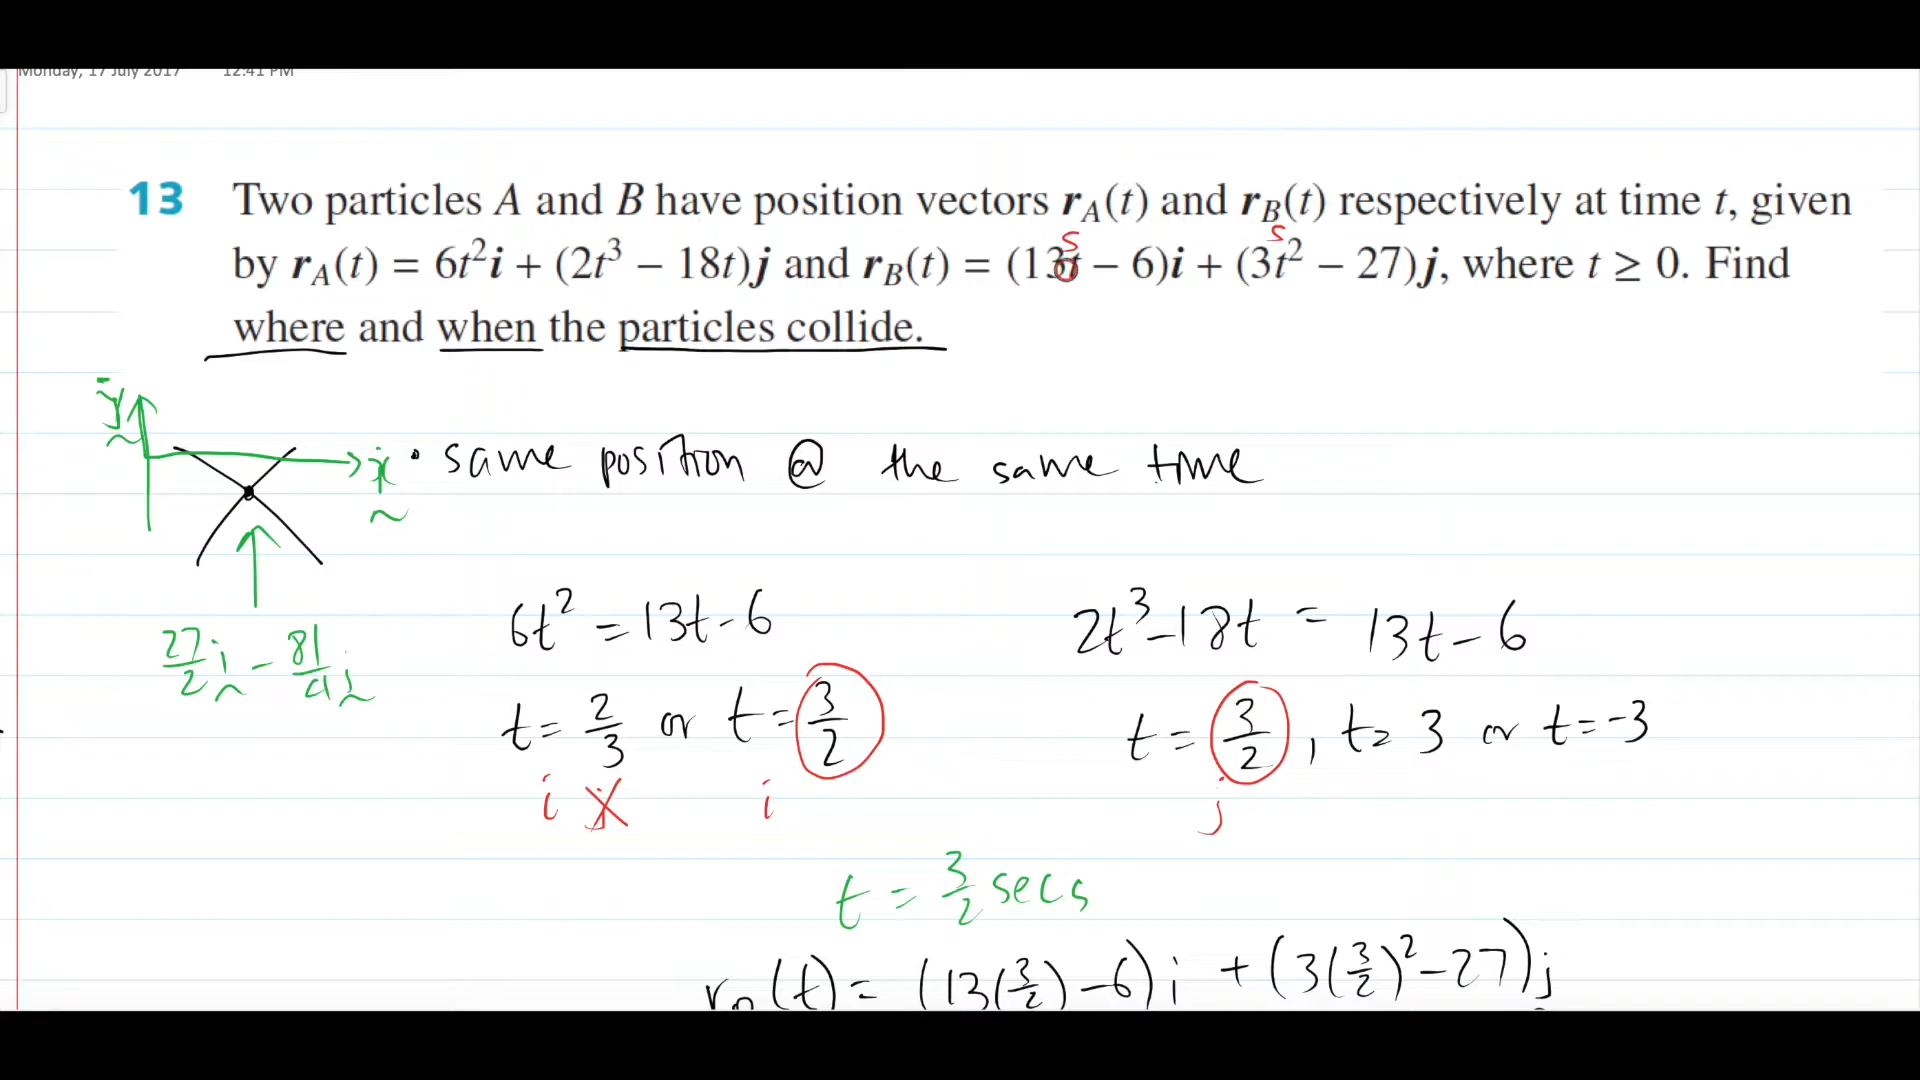 Monday, 17 July 2017 12:41 PM
13 Two particles A and B have position vectors r_A(t) and r_B(t) respectively at time t, given
by r_A(t) = 6t²i + (2t³ − 18t)j and r_B(t) = (13t − 6)i + (3t² − 27)j, where t ≥ 0. Find
where and when the particles collide.
s s
y
x
• same position @ the same time
6t² = 13t - 6 2t³ - 18t = 13t - 6
27/2 i - 81/4 j
t = 2/3 or t = 3/2 t = 3/2, t = 3 or t = -3
i i j
t = 3/2 secs
(t) = (13(3/2) - 6)i + (3(3/2)² - 27)j